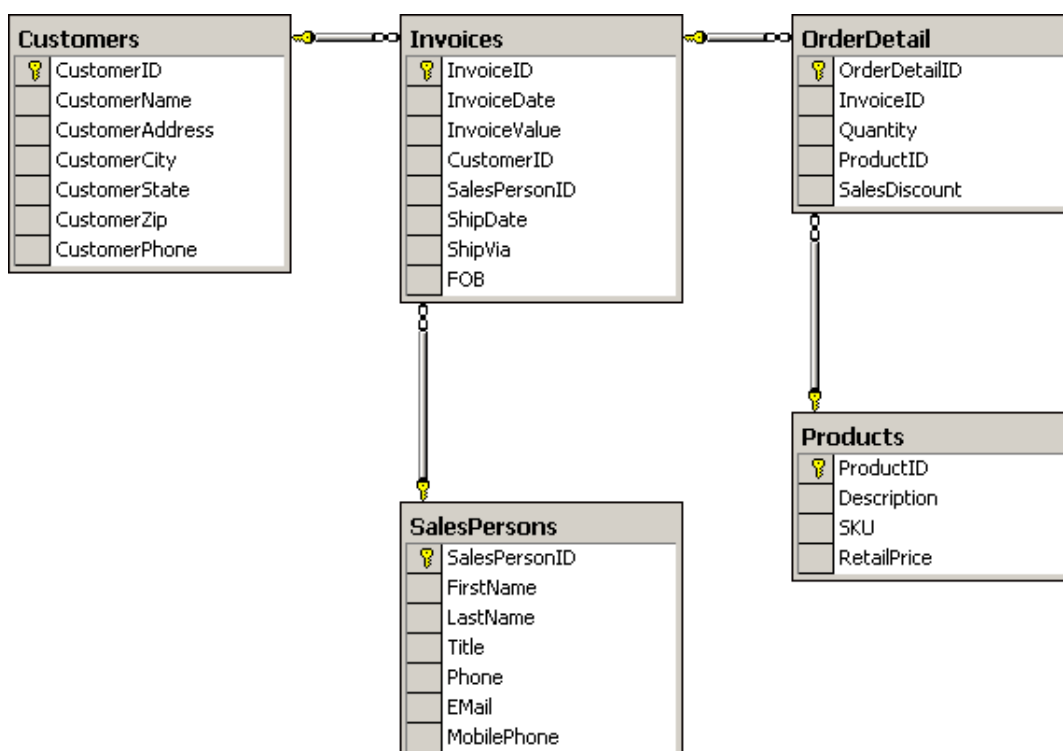 Customers
CustomerID
CustomerName
CustomerAddress
CustomerCity
CustomerState
CustomerZip
CustomerPhone
Invoices
InvoiceID
InvoiceDate
InvoiceValue
CustomerID
SalesPersonID
ShipDate
ShipVia
FOB
OrderDetail
OrderDetailID
InvoiceID
Quantity
ProductID
SalesDiscount
Products
ProductID
Description
SKU
RetailPrice
SalesPersons
SalesPersonID
FirstName
LastName
Title
Phone
EMail
MobilePhone